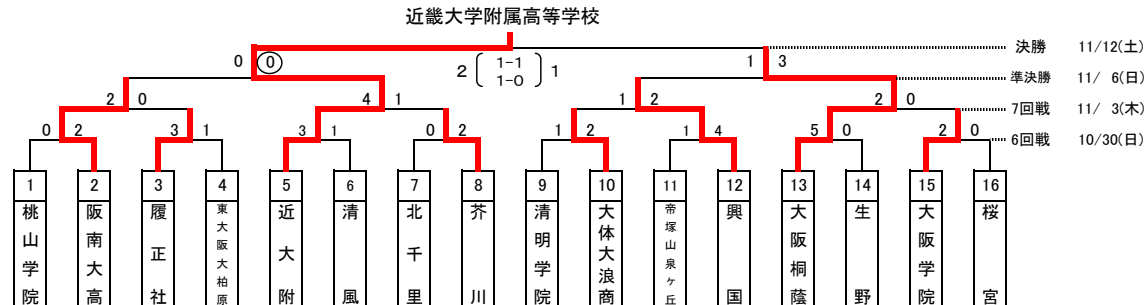 近畿大学附属高等学校
決勝 11/12(土)
0 0 2 1-1 1 1 3
1-0
準決勝 11/ 6(日)
2 0 4 1 1 2 2 0
7回戦 11/ 3(木)
0 2 3 1 3 1 0 2 1 2 1 4 5 0 2 0
6回戦 10/30(日)
1 2 3 4 5 6 7 8 9 10 11 12 13 14 15 16
桃山学院
阪南大高
履正社
東大阪大柏原
近大附
清風
北千里
芥川
清明学院
大体大浪商
帝塚山泉ヶ丘
興国
大阪桐蔭
生野
大阪学院
桜宮